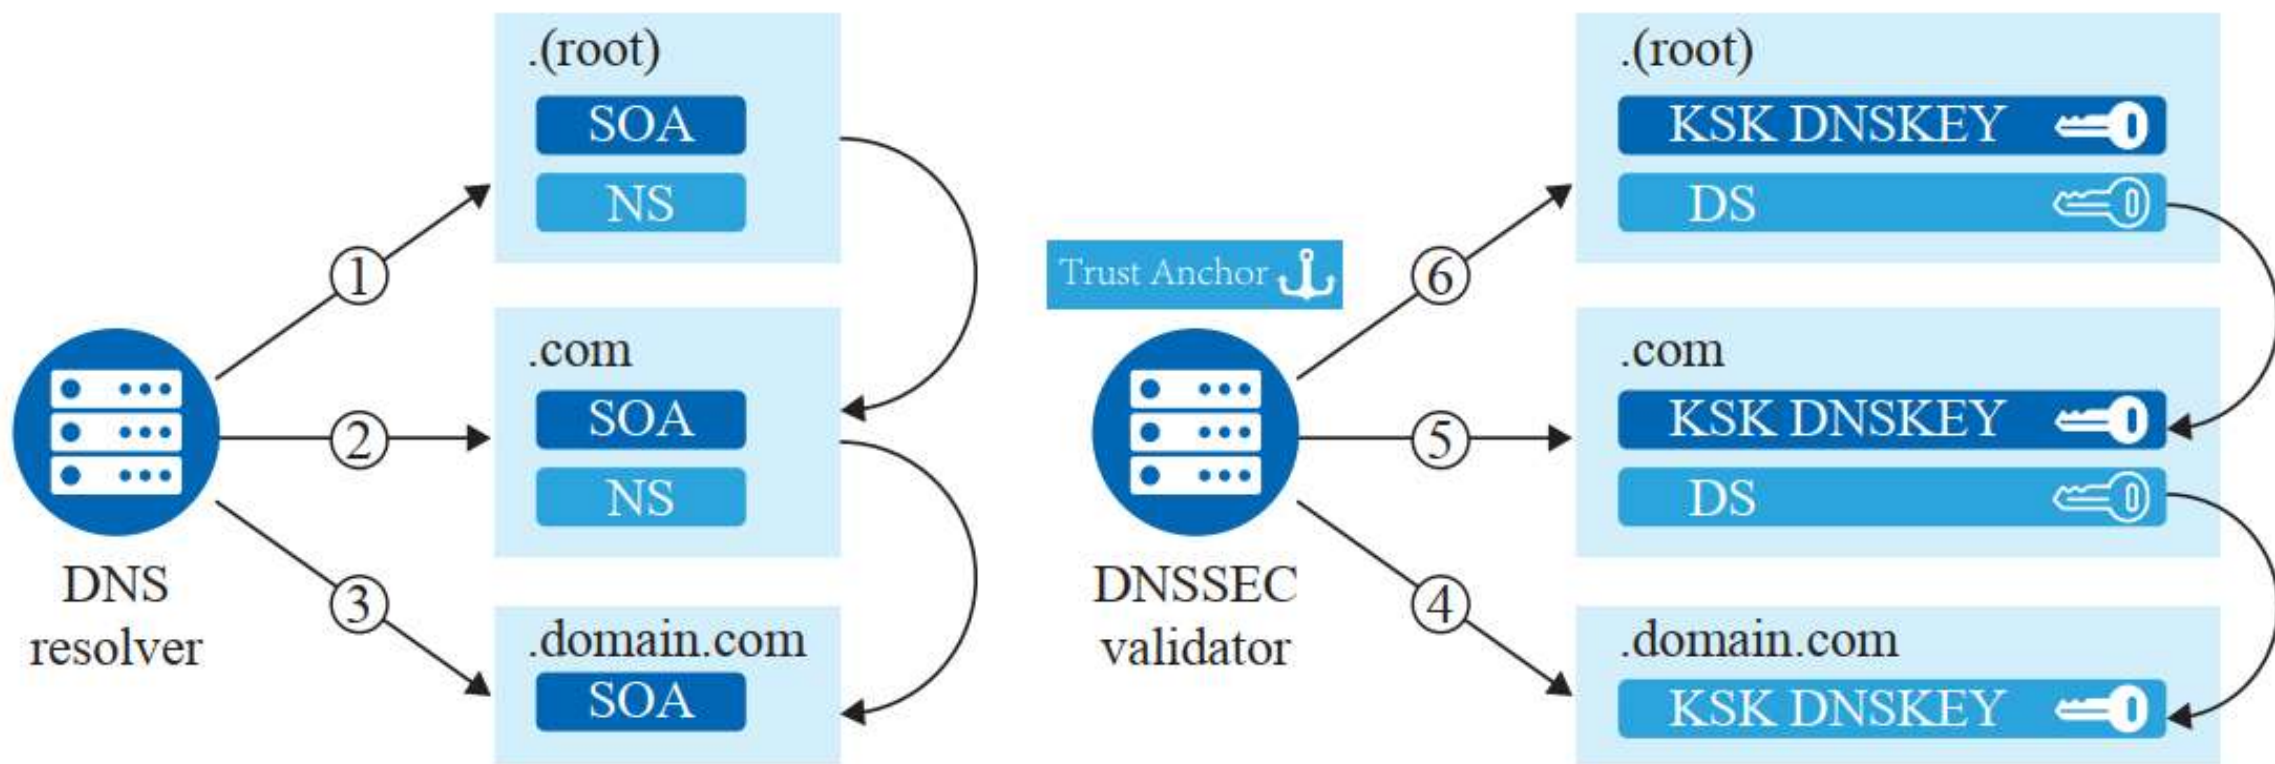 .(root)
SOA
NS
①
.com
SOA
NS
②
③
.domain.com
SOA
DNS
resolver
.(root)
KSK DNSKEY
DS
Trust Anchor
⑥
.com
KSK DNSKEY
DS
⑤
④
.domain.com
KSK DNSKEY
DNSSEC
validator